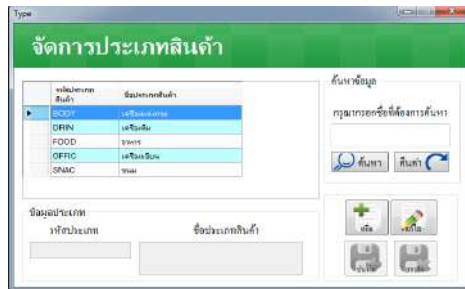 Type
จัดการประเภทสินค้า
รหัสประเภทสินค้า ชื่อประเภทสินค้า
BODY
DRIN เครื่องดื่ม
FOOD อาหาร
OFFIC เครื่องเขียน
SNAC ขนม
ค้นหาข้อมูล
กรุณากรอกชื่อที่ต้องการค้นหา
ค้นหา คืนค่า
ข้อมูลประเภท
รหัสประเภท ชื่อประเภทสินค้า
แก้ไข